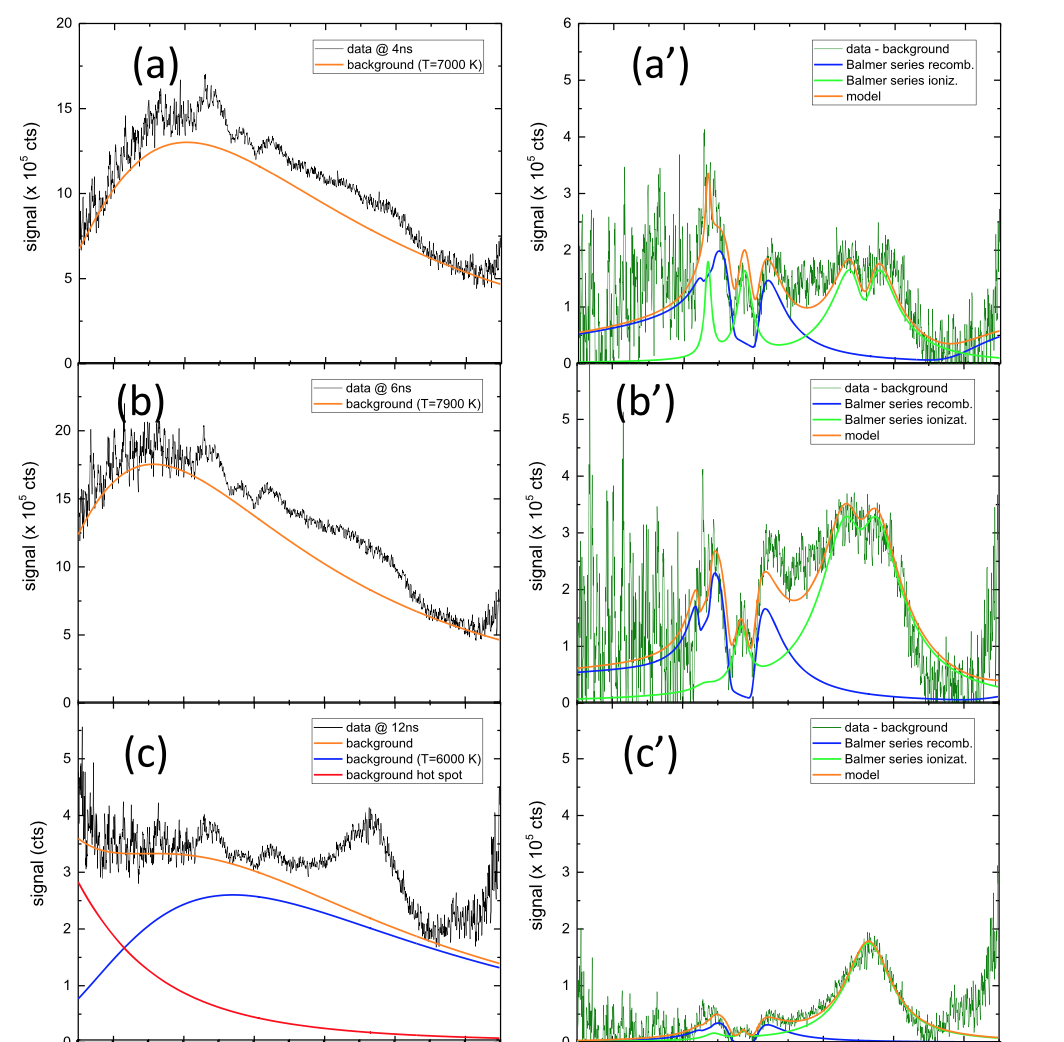 (a)
data @ 4ns
background (T=7000 K)
20
15
10
5
0
signal (x 10^5 cts)
(a')
data - background
Balmer series recomb.
Balmer series ioniz.
model
6
5
4
3
2
1
0
signal (x 10^5 cts)
(b)
data @ 6ns
background (T=7900 K)
20
15
10
5
0
signal (x 10^5 cts)
(b')
data - background
Balmer series recomb.
Balmer series ionizat.
model
5
4
3
2
1
0
signal (x 10^5 cts)
(c)
data @ 12ns
background
background (T=6000 K)
background hot spot
5
4
3
2
1
0
signal (cts)
(c')
data - background
Balmer series recomb.
Balmer series ionizat.
model
5
4
3
2
1
0
signal (x 10^5 cts)